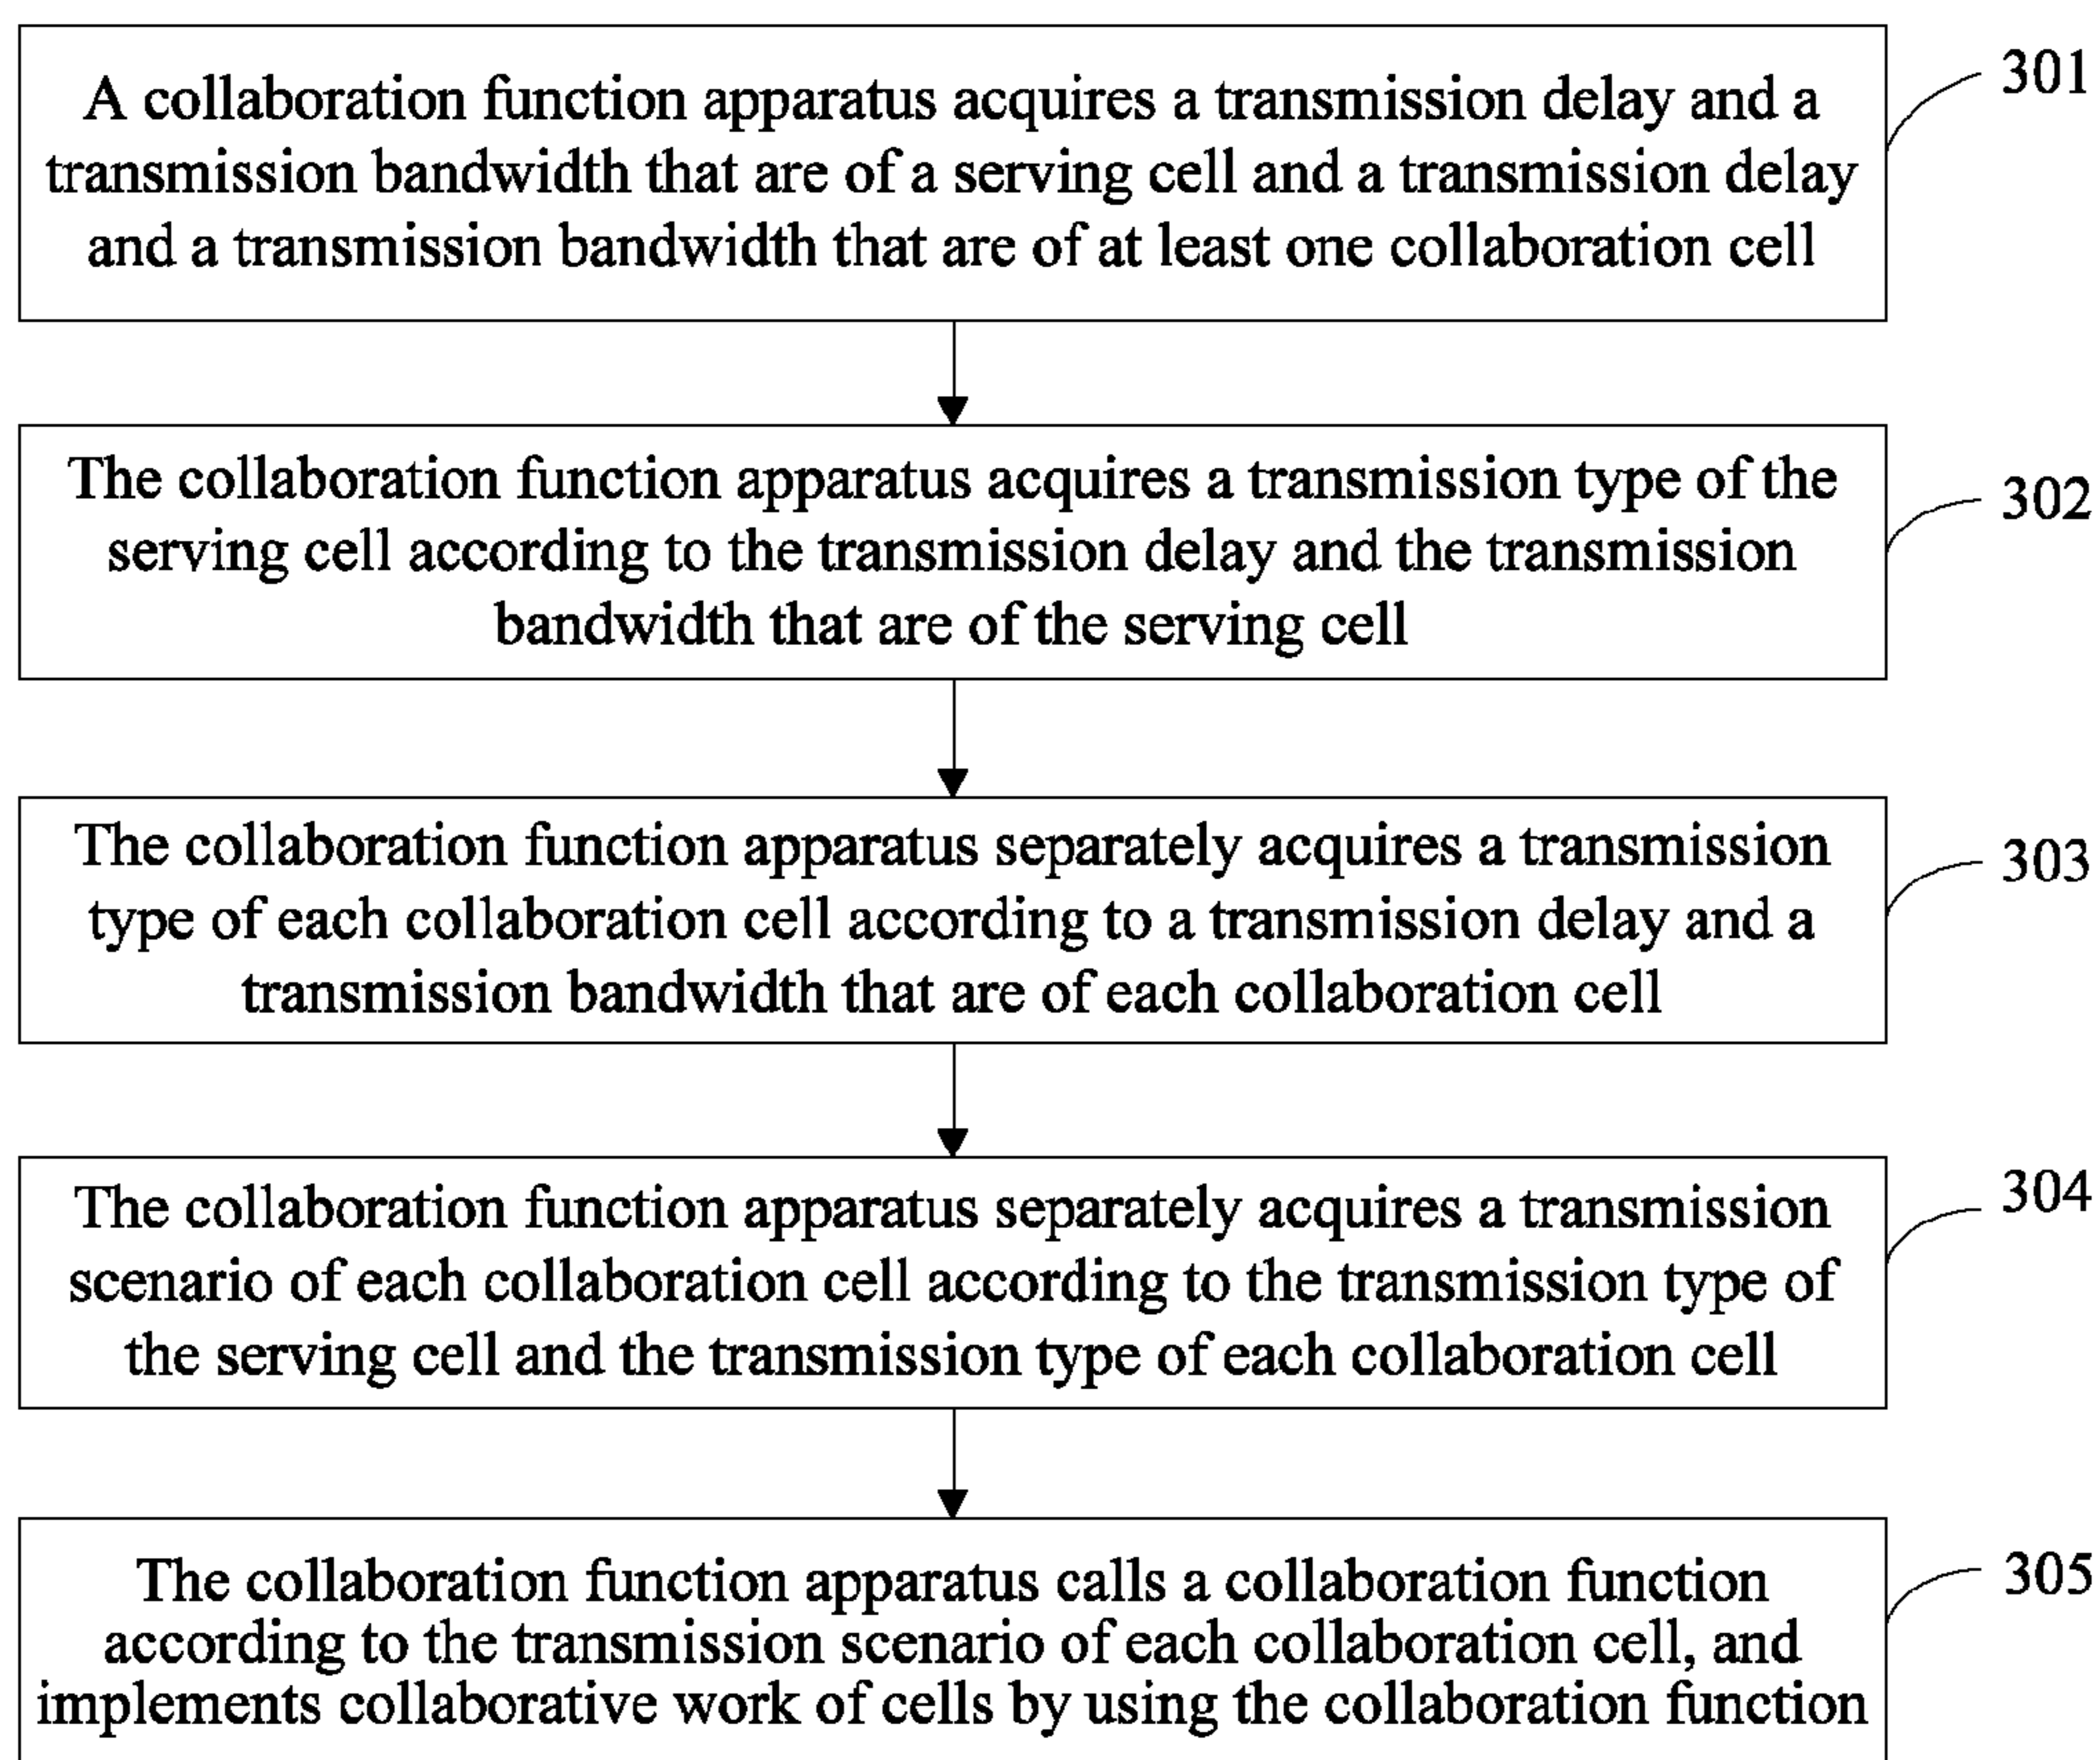 A collaboration function apparatus acquires a transmission delay and a
transmission bandwidth that are of a serving cell and a transmission delay
and a transmission bandwidth that are of at least one collaboration cell
301
The collaboration function apparatus acquires a transmission type of the
serving cell according to the transmission delay and the transmission
bandwidth that are of the serving cell
302
The collaboration function apparatus separately acquires a transmission
type of each collaboration cell according to a transmission delay and a
transmission bandwidth that are of each collaboration cell
303
The collaboration function apparatus separately acquires a transmission
scenario of each collaboration cell according to the transmission type of
the serving cell and the transmission type of each collaboration cell
304
The collaboration function apparatus calls a collaboration function
according to the transmission scenario of each collaboration cell, and
implements collaborative work of cells by using the collaboration function
305